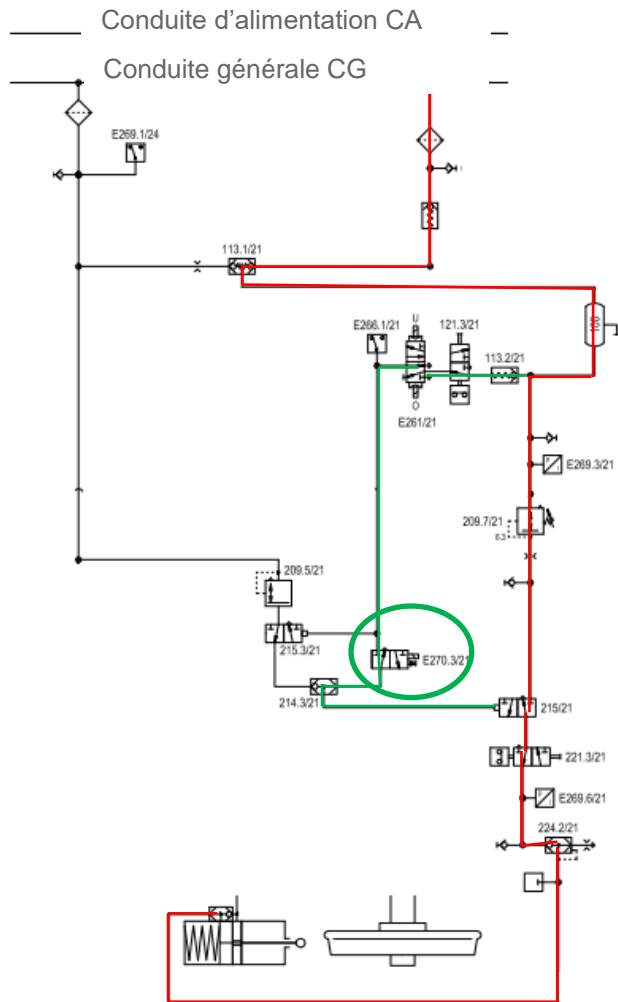 Conduite d’alimentation CA
Conduite générale CG
E269.1/24
113.1/21
100
E266.1/21
U
121.3/21
113.2/21
O
E261/21
E269.3/21
209.7/21
209.5/21
215.3/21
E270.3/21
214.3/21
215/21
221.3/21
E269.6/21
224.2/21